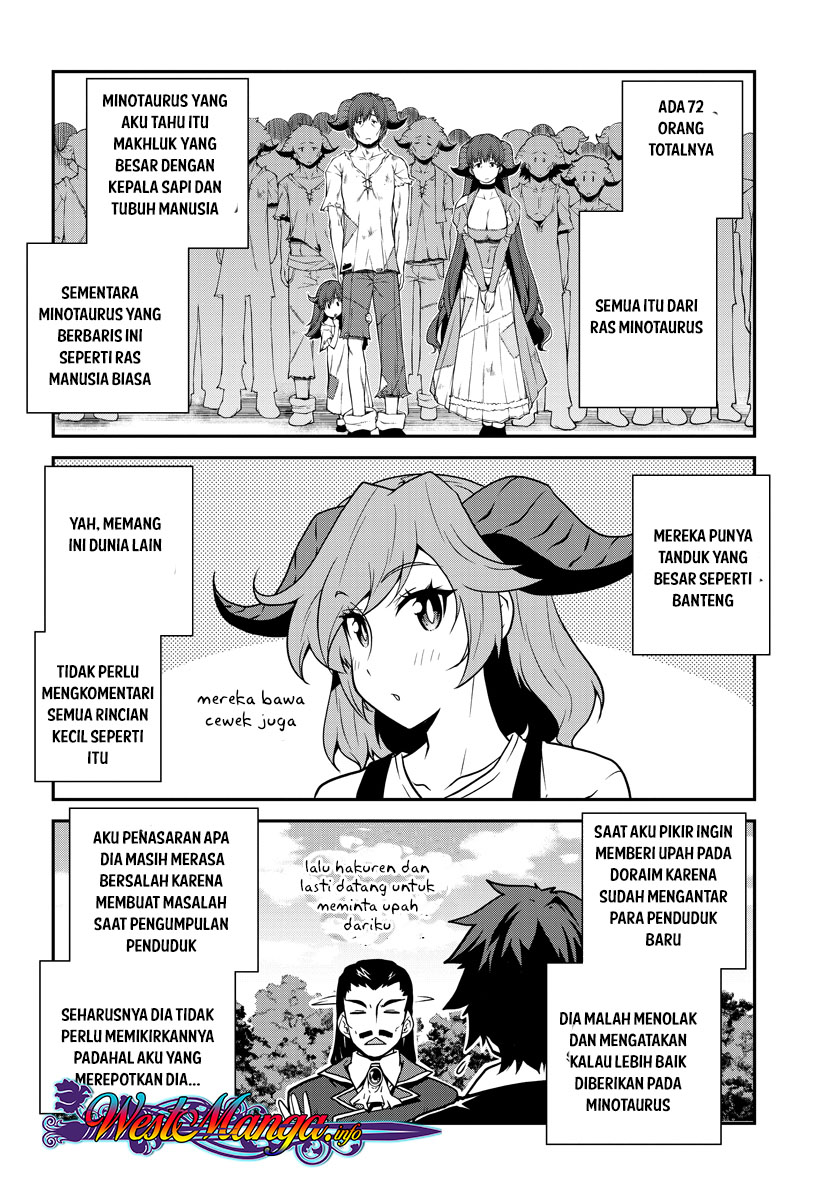 ADA 72
ORANG
TOTALNYA
SEMUA ITU DARI
RAS MINOTAURUS
MINOTAURUS YANG
AKU TAHU ITU
MAKHLUK YANG
BESAR DENGAN
KEPALA SAPI DAN
TUBUH MANUSIA
SEMENTARA
MINOTAURUS YANG
BERBARIS INI
SEPERTI RAS
MANUSIA BIASA
MEREKA PUNYA
TANDUK YANG
BESAR SEPERTI
BANTENG
YAH, MEMANG
INI DUNIA LAIN
TIDAK PERLU
MENGKOMENTARI
SEMUA RINCIAN
KECIL SEPERTI
ITU
mereka bawa
cewek juga
SAAT AKU PIKIR INGIN
MEMBERI UPAH PADA
DORAIM KARENA
SUDAH MENGANTAR
PARA PENDUDUK
BARU
DIA MALAH MENOLAK
DAN MENGATAKAN
KALAU LEBIH BAIK
DIBERIKAN PADA
MINOTAURUS
lalu hakuren dan
lasti datang untuk
meminta upah
dariku
AKU PENASARAN APA
DIA MASIH MERASA
BERSALAH KARENA
MEMBUAT MASALAH
SAAT PENGUMPULAN
PENDUDUK
SEHARUSNYA DIA TIDAK
PERLU MEMIKIRKANNYA
PADAHAL AKU YANG
MEREPOTKAN DIA...
WestManga.info